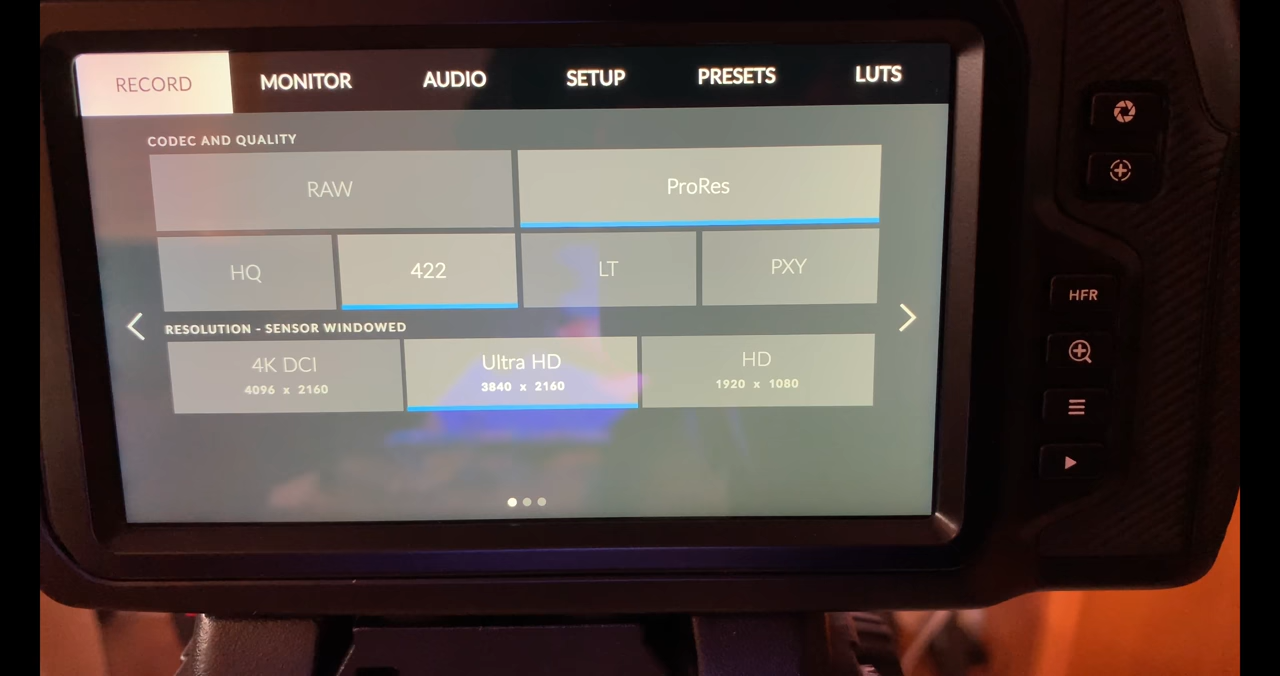 RECORD MONITOR AUDIO SETUP PRESETS LUTS
CODEC AND QUALITY
RAW ProRes
HQ 422 LT PXY
RESOLUTION - SENSOR WINDOWED
4K DCI Ultra HD HD
4096 x 2160 3840 x 2160 1920 x 1080
HFR